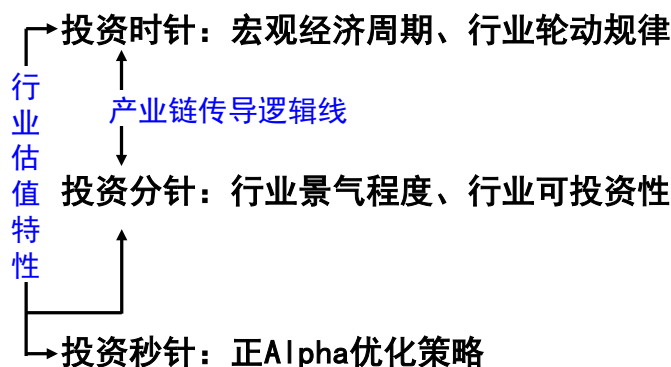 投资时针：宏观经济周期、行业轮动规律
行业估值特性
产业链传导逻辑线
投资分针：行业景气程度、行业可投资性
投资秒针：正Alpha优化策略